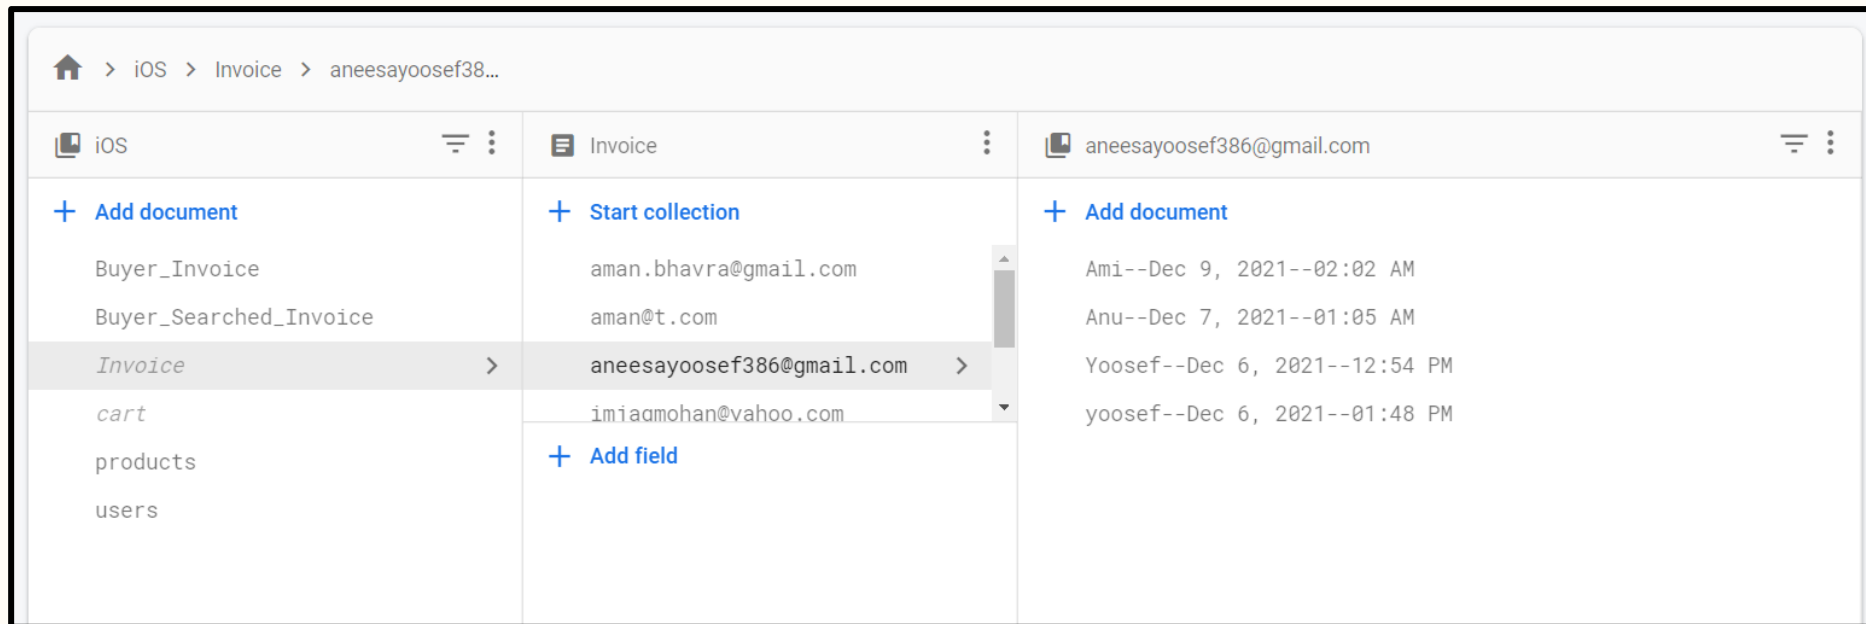 iOS > Invoice > aneesayoosef38...
iOS
Add document
Buyer_Invoice
Buyer_Searched_Invoice
Invoice
cart
products
users
Invoice
Start collection
aman.bhavra@gmail.com
aman@t.com
aneesayoosef386@gmail.com
imjagmohan@yahoo.com
Add field
aneesayoosef386@gmail.com
Add document
Ami--Dec 9, 2021--02:02 AM
Anu--Dec 7, 2021--01:05 AM
Yoosef--Dec 6, 2021--12:54 PM
yoosef--Dec 6, 2021--01:48 PM